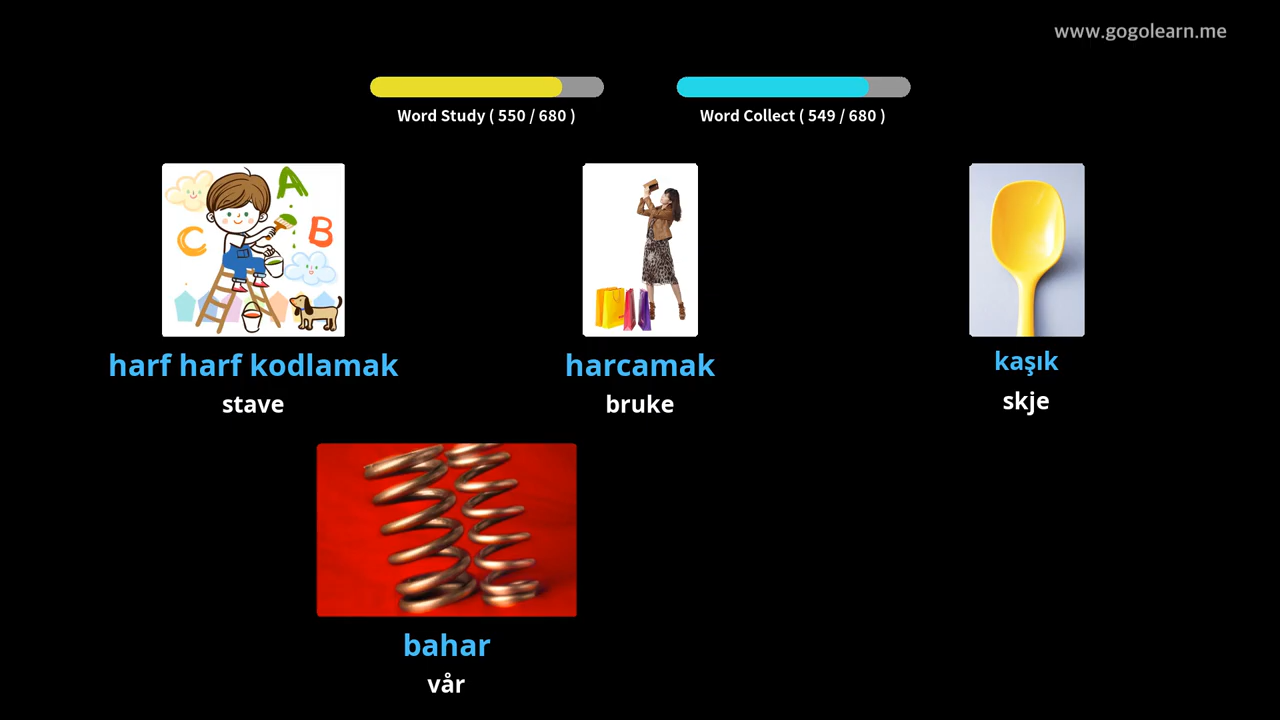 www.gogolearn.me
Word Study ( 550 / 680 )
Word Collect ( 549 / 680 )
A
B
C
harf harf kodlamak
stave
harcamak
bruke
kaşık
skje
bahar
vår